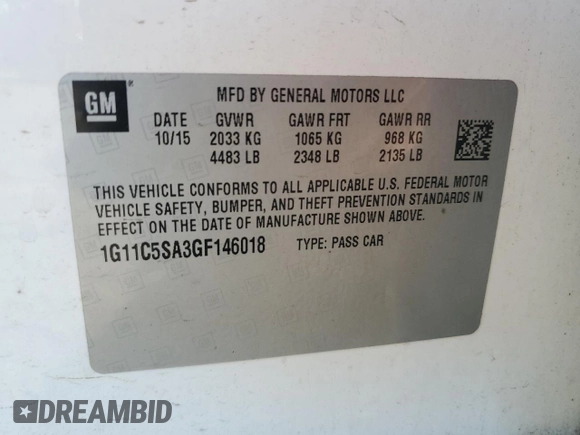 GM
MFD BY GENERAL MOTORS LLC
DATE GVWR GAWR FRT GAWR RR
10/15 2033 KG 1065 KG 968 KG
4483 LB 2348 LB 2135 LB
THIS VEHICLE CONFORMS TO ALL APPLICABLE U.S. FEDERAL MOTOR
VEHICLE SAFETY, BUMPER, AND THEFT PREVENTION STANDARDS IN
EFFECT ON THE DATE OF MANUFACTURE SHOWN ABOVE.
1G11C5SA3GF146018 TYPE: PASS CAR
DREAMBID